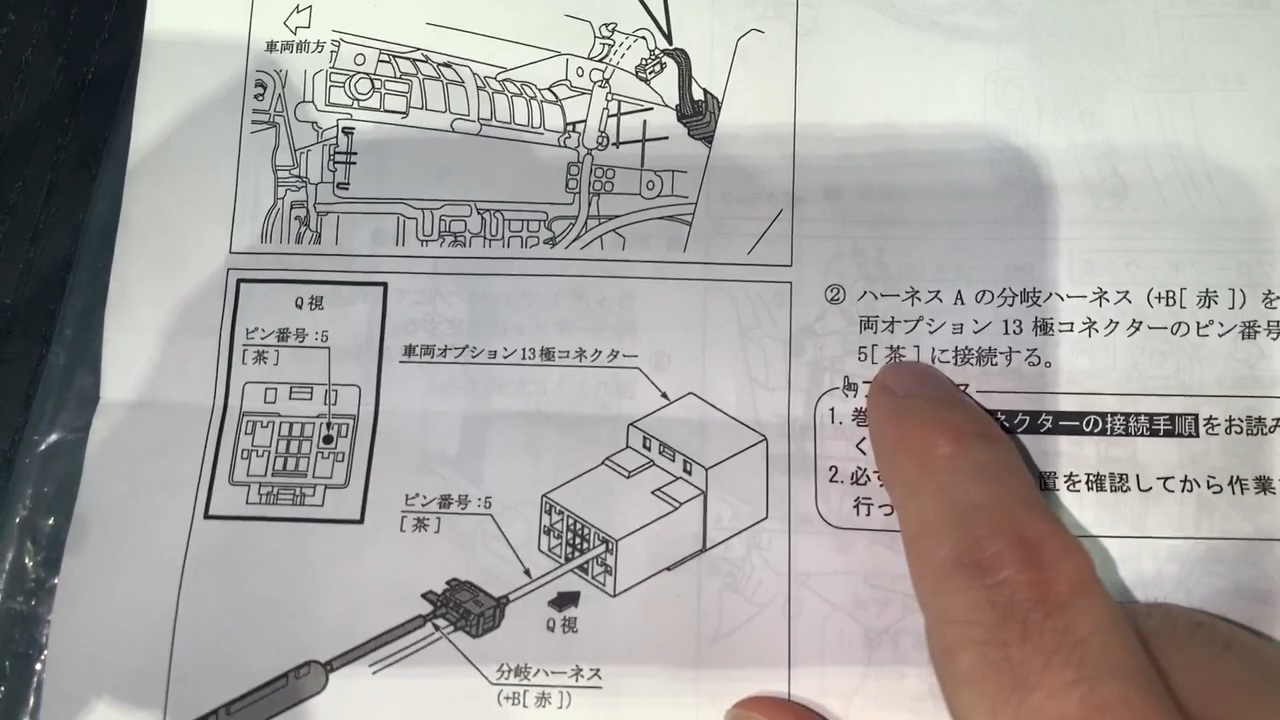 車両前方
Q視
ピン番号:5
[茶]
車両オプション13極コネクター
ピン番号:5
[茶]
Q視
分岐ハーネス
(+B[赤])
② ハーネス A の分岐ハーネス (+B[ 赤 ]) を
両オプション 13 極コネクターのピン番号
5[ 茶 ] に接続する。
ス
1. 巻 ネクターの接続手順をお読み
く
2. 必ず 置を確認してから作業
行っ